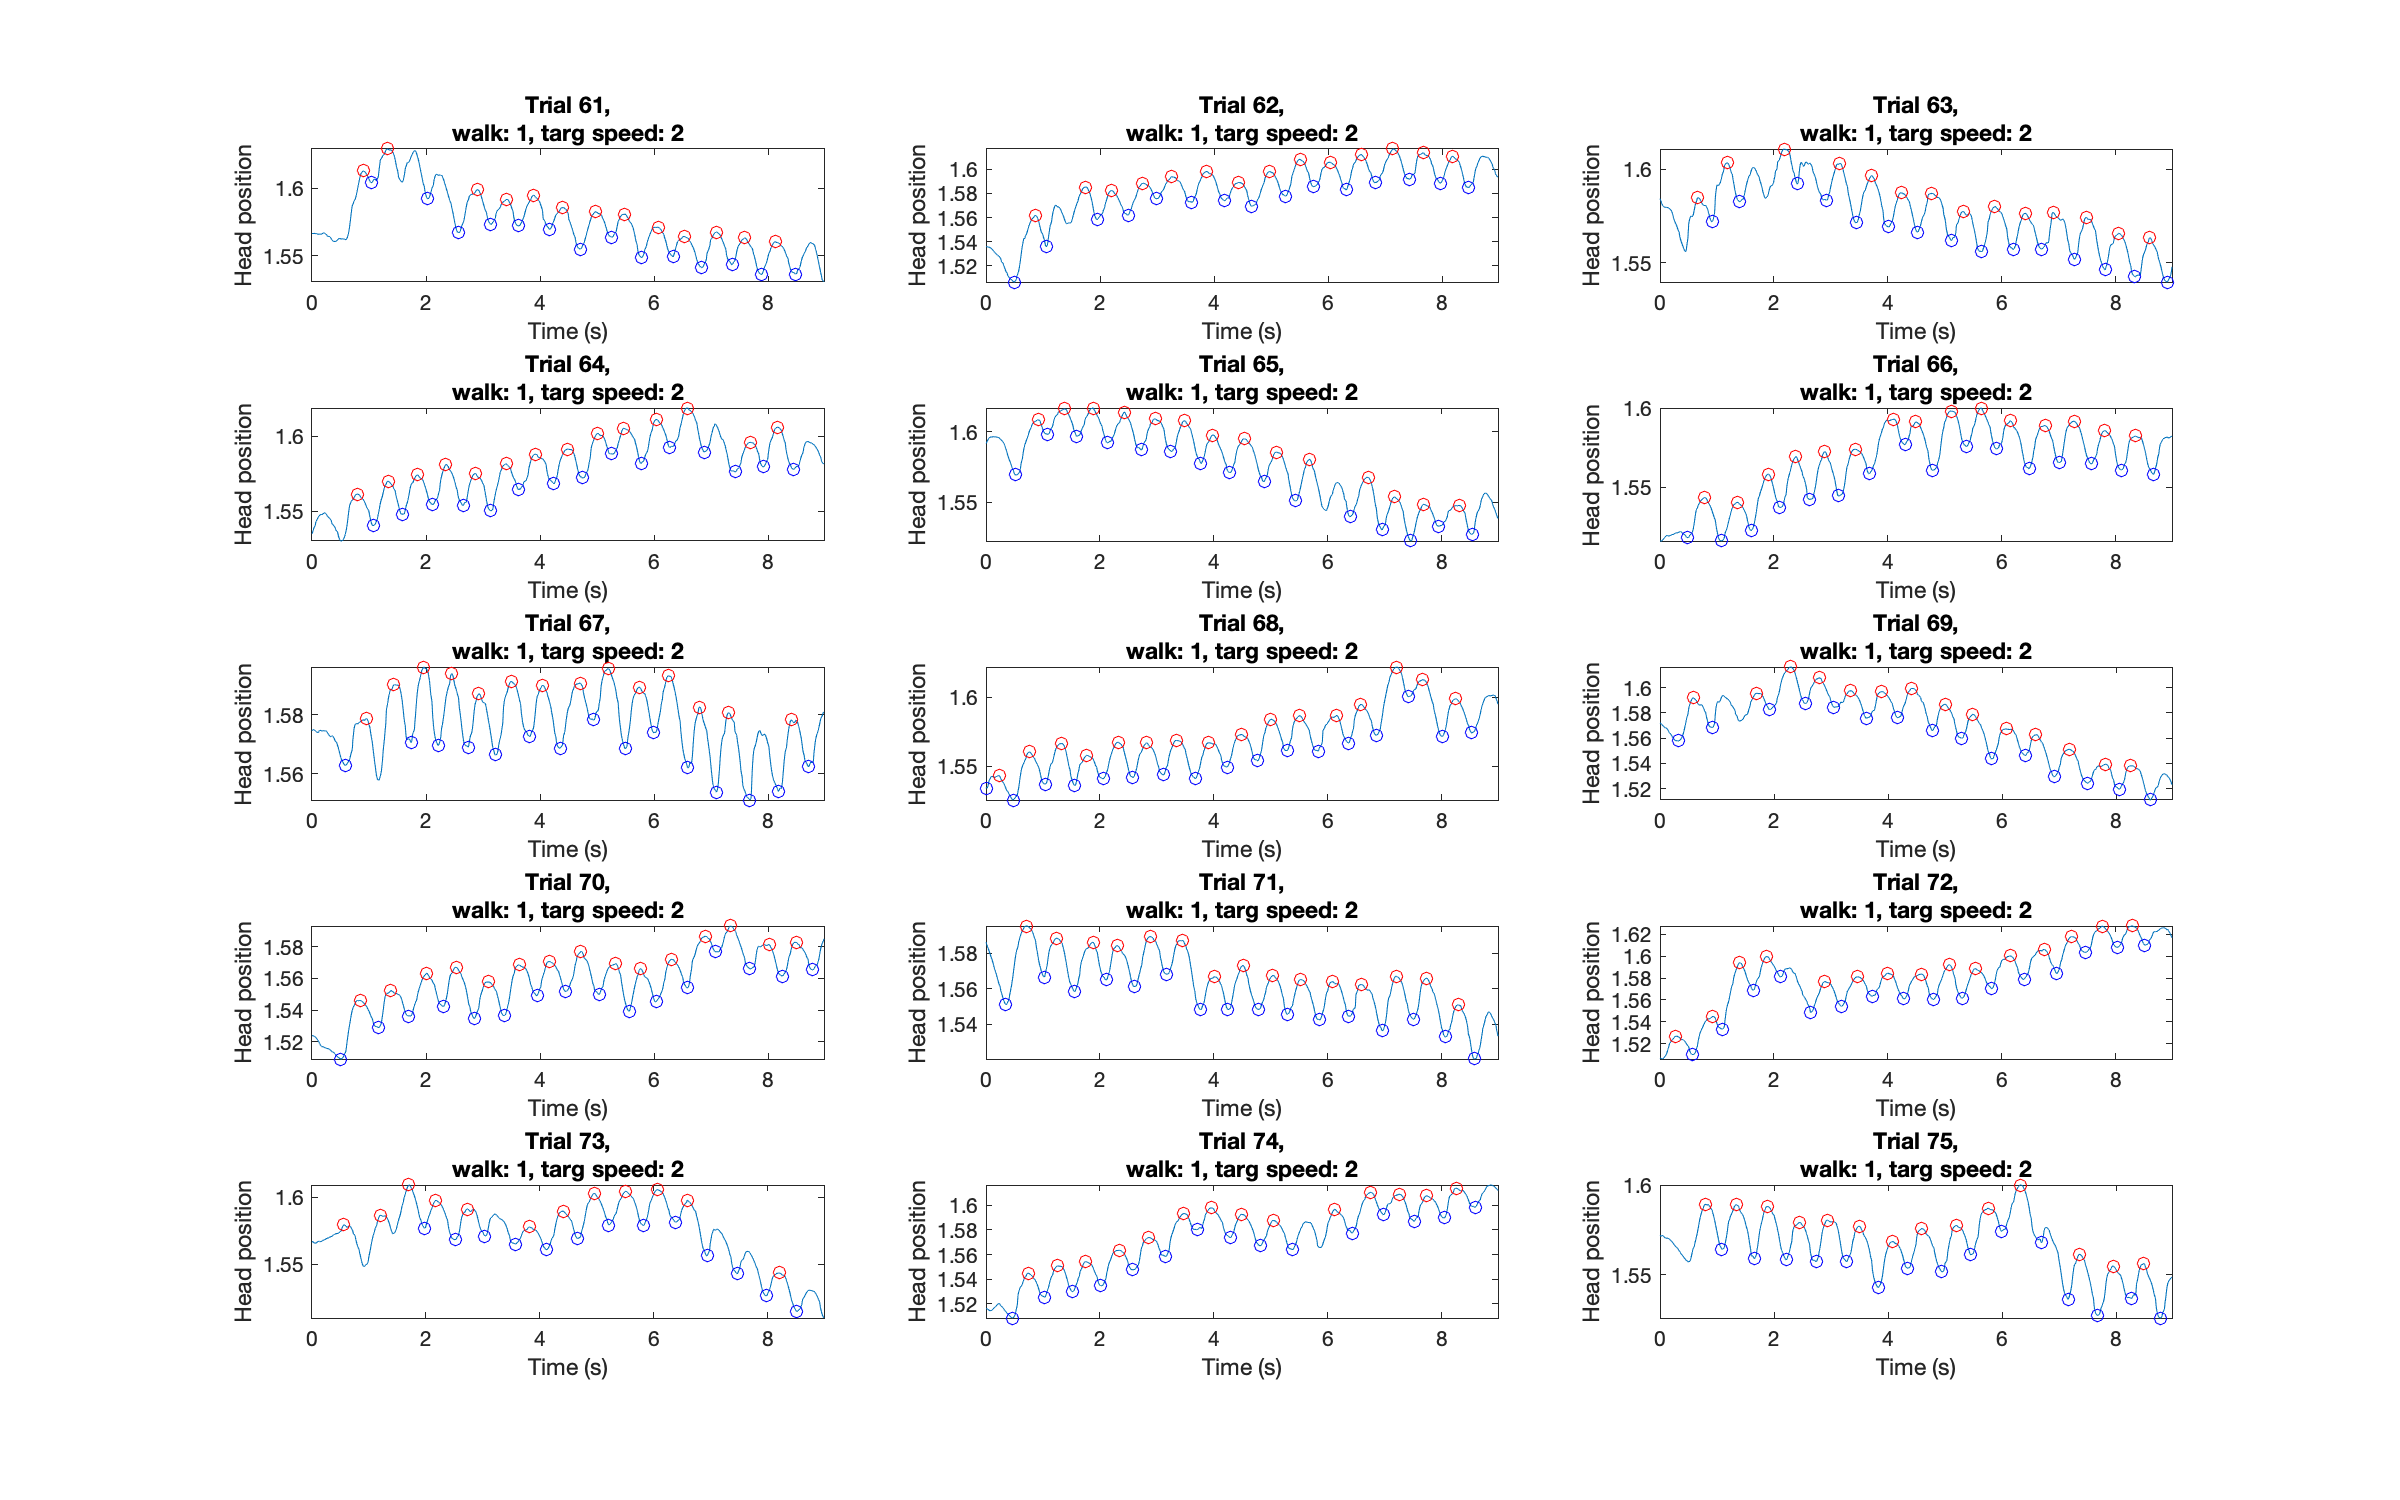 Trial 61,
walk: 1, targ speed: 2
Head position
1.6
1.55
0 2 4 6 8
Time (s)
Trial 62,
walk: 1, targ speed: 2
Head position
1.6
1.58
1.56
1.54
1.52
0 2 4 6 8
Time (s)
Trial 63,
walk: 1, targ speed: 2
Head position
1.6
1.55
0 2 4 6 8
Time (s)
Trial 64,
walk: 1, targ speed: 2
Head position
1.6
1.55
0 2 4 6 8
Time (s)
Trial 65,
walk: 1, targ speed: 2
Head position
1.6
1.55
0 2 4 6 8
Time (s)
Trial 66,
walk: 1, targ speed: 2
Head position
1.6
1.55
0 2 4 6 8
Time (s)
Trial 67,
walk: 1, targ speed: 2
Head position
1.58
1.56
0 2 4 6 8
Time (s)
Trial 68,
walk: 1, targ speed: 2
Head position
1.6
1.55
0 2 4 6 8
Time (s)
Trial 69,
walk: 1, targ speed: 2
Head position
1.6
1.58
1.56
1.54
1.52
0 2 4 6 8
Time (s)
Trial 70,
walk: 1, targ speed: 2
Head position
1.58
1.56
1.54
1.52
0 2 4 6 8
Time (s)
Trial 71,
walk: 1, targ speed: 2
Head position
1.58
1.56
1.54
0 2 4 6 8
Time (s)
Trial 72,
walk: 1, targ speed: 2
Head position
1.62
1.6
1.58
1.56
1.54
1.52
0 2 4 6 8
Time (s)
Trial 73,
walk: 1, targ speed: 2
Head position
1.6
1.55
0 2 4 6 8
Time (s)
Trial 74,
walk: 1, targ speed: 2
Head position
1.6
1.58
1.56
1.54
1.52
0 2 4 6 8
Time (s)
Trial 75,
walk: 1, targ speed: 2
Head position
1.6
1.55
0 2 4 6 8
Time (s)